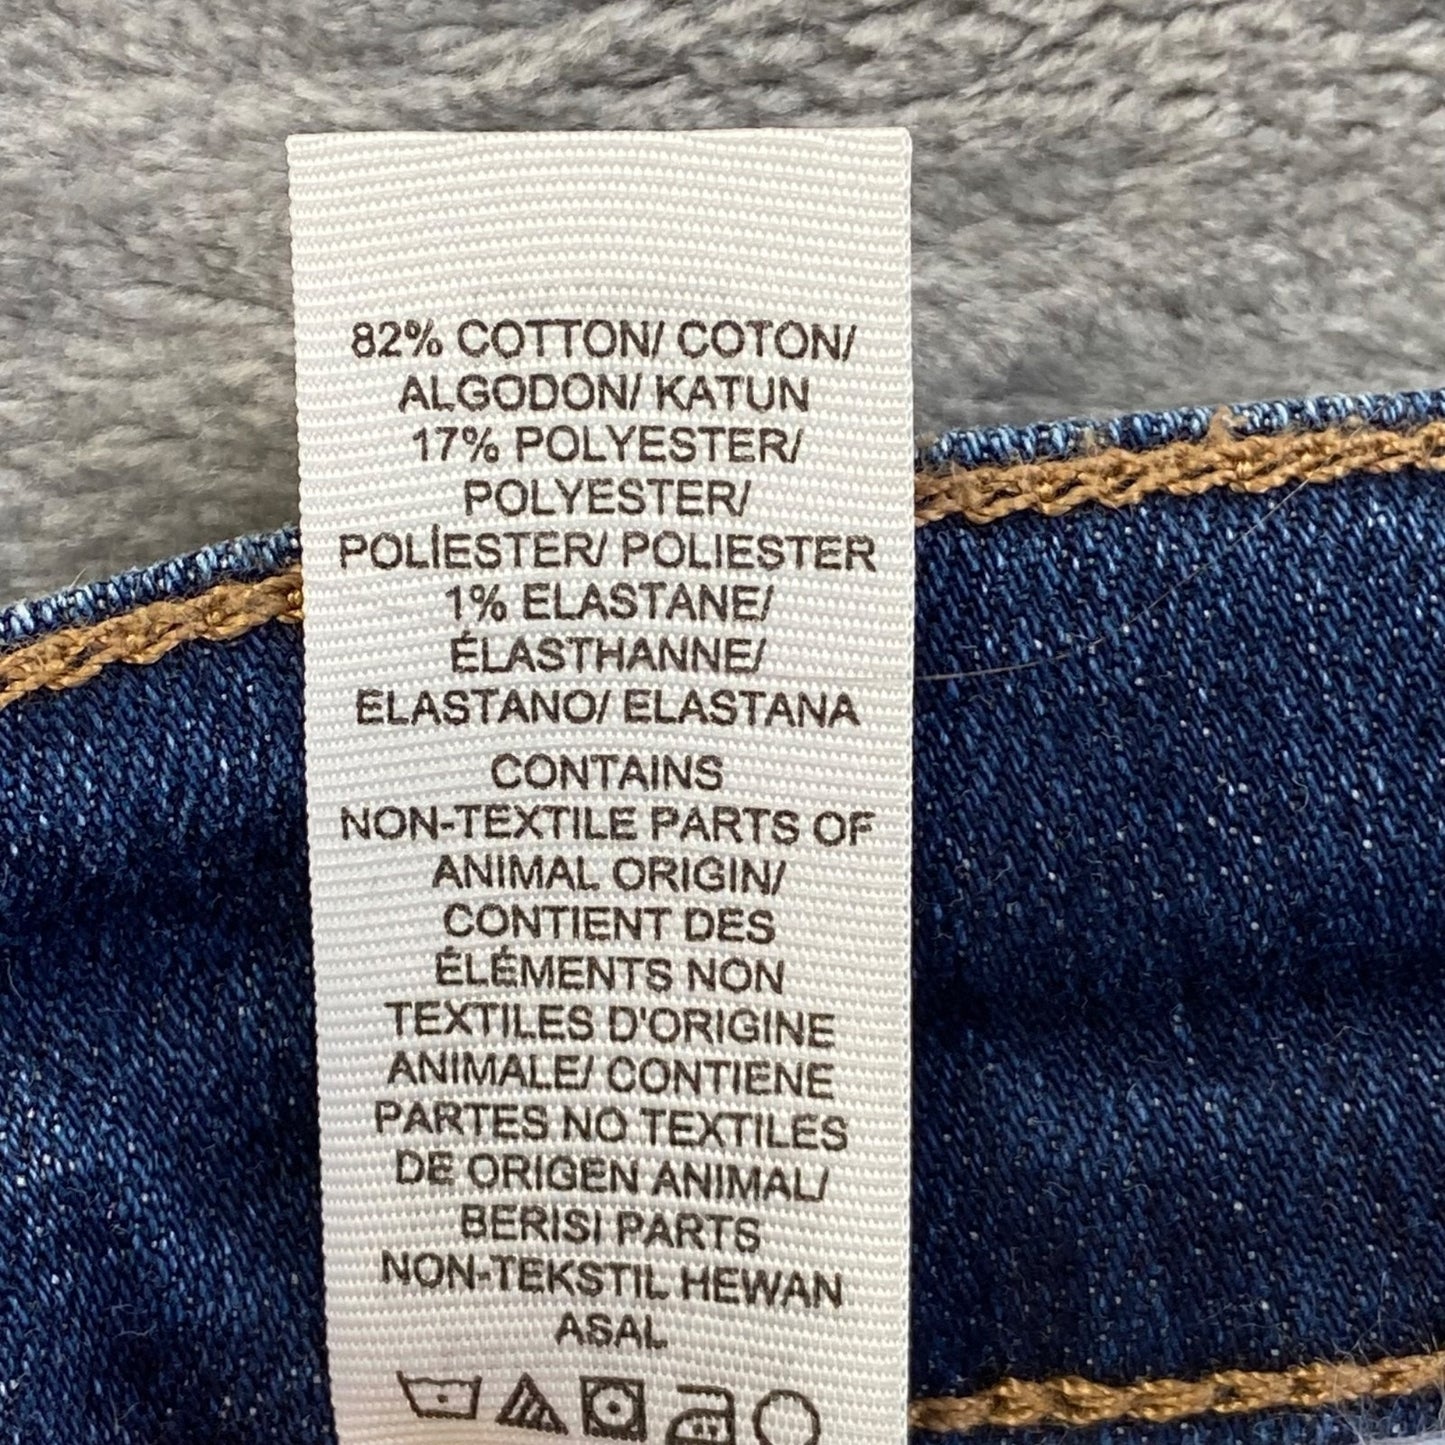 82% COTTON/ COTON/
ALGODON/ KATUN
17% POLYESTER/
POLYESTER/
POLÍESTER/ POLIESTER
1% ELASTANE/
ÉLASTHANNE/
ELASTANO/ ELASTANA
CONTAINS
NON-TEXTILE PARTS OF
ANIMAL ORIGIN/
CONTIENT DES
ÉLÉMENTS NON
TEXTILES D'ORIGINE
ANIMALE/ CONTIENE
PARTES NO TEXTILES
DE ORIGEN ANIMAL/
BERISI PARTS
NON-TEKSTIL HEWAN
ASAL